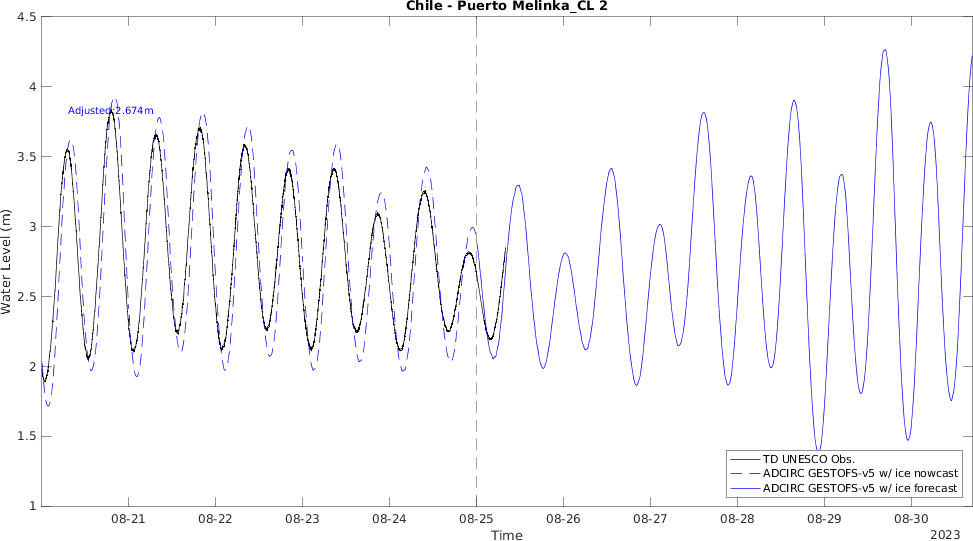 Chile - Puerto Melinka_CL 2
4.5
4
3.5
3
2.5
2
1.5
1
Water Level (m)
Adjusted:2.674m
TD UNESCO Obs.
ADCIRC GESTOFS-v5 w/ ice nowcast
ADCIRC GESTOFS-v5 w/ ice forecast
08-21 08-22 08-23 08-24 08-25 08-26 08-27 08-28 08-29 08-30
Time
2023